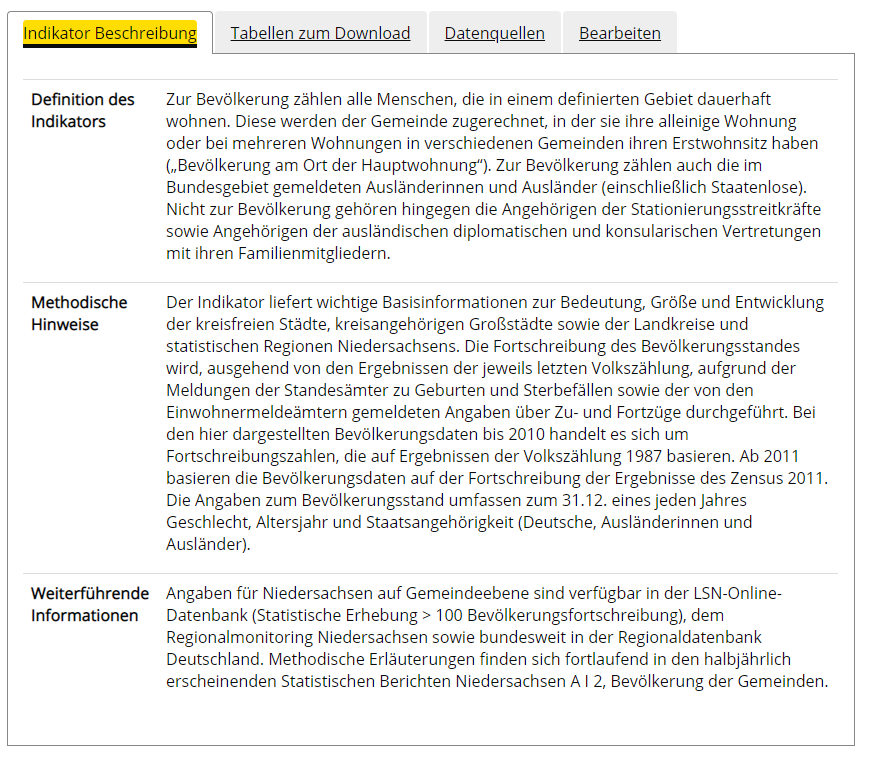 Indikator Beschreibung Tabellen zum Download Datenquellen Bearbeiten
Definition des Indikators
Zur Bevölkerung zählen alle Menschen, die in einem definierten Gebiet dauerhaft
wohnen. Diese werden der Gemeinde zugerechnet, in der sie ihre alleinige Wohnung
oder bei mehreren Wohnungen in verschiedenen Gemeinden ihren Erstwohnsitz haben
(„Bevölkerung am Ort der Hauptwohnung“). Zur Bevölkerung zählen auch die im
Bundesgebiet gemeldeten Ausländerinnen und Ausländer (einschließlich Staatenlose).
Nicht zur Bevölkerung gehören hingegen die Angehörigen der Stationierungsstreitkräfte
sowie Angehörigen der ausländischen diplomatischen und konsularischen Vertretungen
mit ihren Familienmitgliedern.
Methodische
Hinweise
Der Indikator liefert wichtige Basisinformationen zur Bedeutung, Größe und Entwicklung
der kreisfreien Städte, kreisangehörigen Großstädte sowie der Landkreise und
statistischen Regionen Niedersachsens. Die Fortschreibung des Bevölkerungsstandes
wird, ausgehend von den Ergebnissen der jeweils letzten Volkszählung, aufgrund der
Meldungen der Standesämter zu Geburten und Sterbefällen sowie der von den
Einwohnermeldeämtern gemeldeten Angaben über Zu- und Fortzüge durchgeführt. Bei
den hier dargestellten Bevölkerungsdaten bis 2010 handelt es sich um
Fortschreibungszahlen, die auf Ergebnissen der Volkszählung 1987 basieren. Ab 2011
basieren die Bevölkerungsdaten auf der Fortschreibung der Ergebnisse des Zensus 2011.
Die Angaben zum Bevölkerungsstand umfassen zum 31.12. eines jeden Jahres
Geschlecht, Altersjahr und Staatsangehörigkeit (Deutsche, Ausländerinnen und
Ausländer).
Weiterführende
Informationen
Angaben für Niedersachsen auf Gemeindeebene sind verfügbar in der LSN-Online-
Datenbank (Statistische Erhebung > 100 Bevölkerungsfortschreibung), dem
Regionalmonitoring Niedersachsen sowie bundesweit in der Regionaldatenbank
Deutschland. Methodische Erläuterungen finden sich fortlaufend in den halbjährlich
erscheinenden Statistischen Berichten Niedersachsen A I 2, Bevölkerung der Gemeinden.